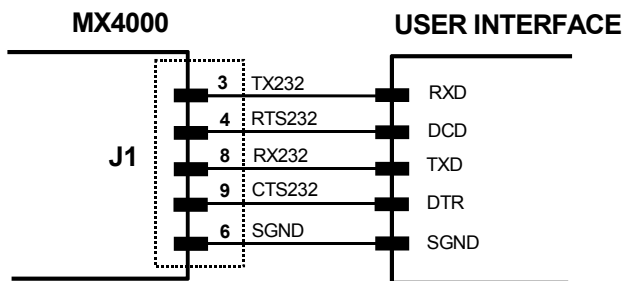 MX4000 USER INTERFACE
3 TX232 RXD
4 RTS232 DCD
J1
8 RX232 TXD
9 CTS232 DTR
6 SGND SGND